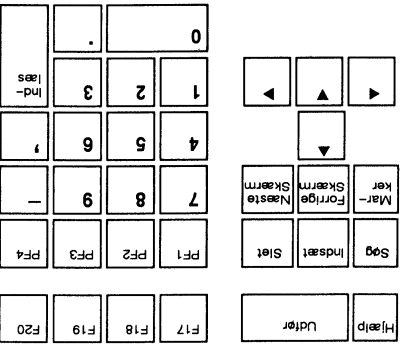 Hjælp Udfør F17 F18 F19 F20
Søg Indsæt Slet PF1 PF2 PF3 PF4
Mar-
ker
Forrige
Skærm
Næste
Skærm
7 8 9 –
4 5 6 ,
1 2 3
Ind-
læs
0 .